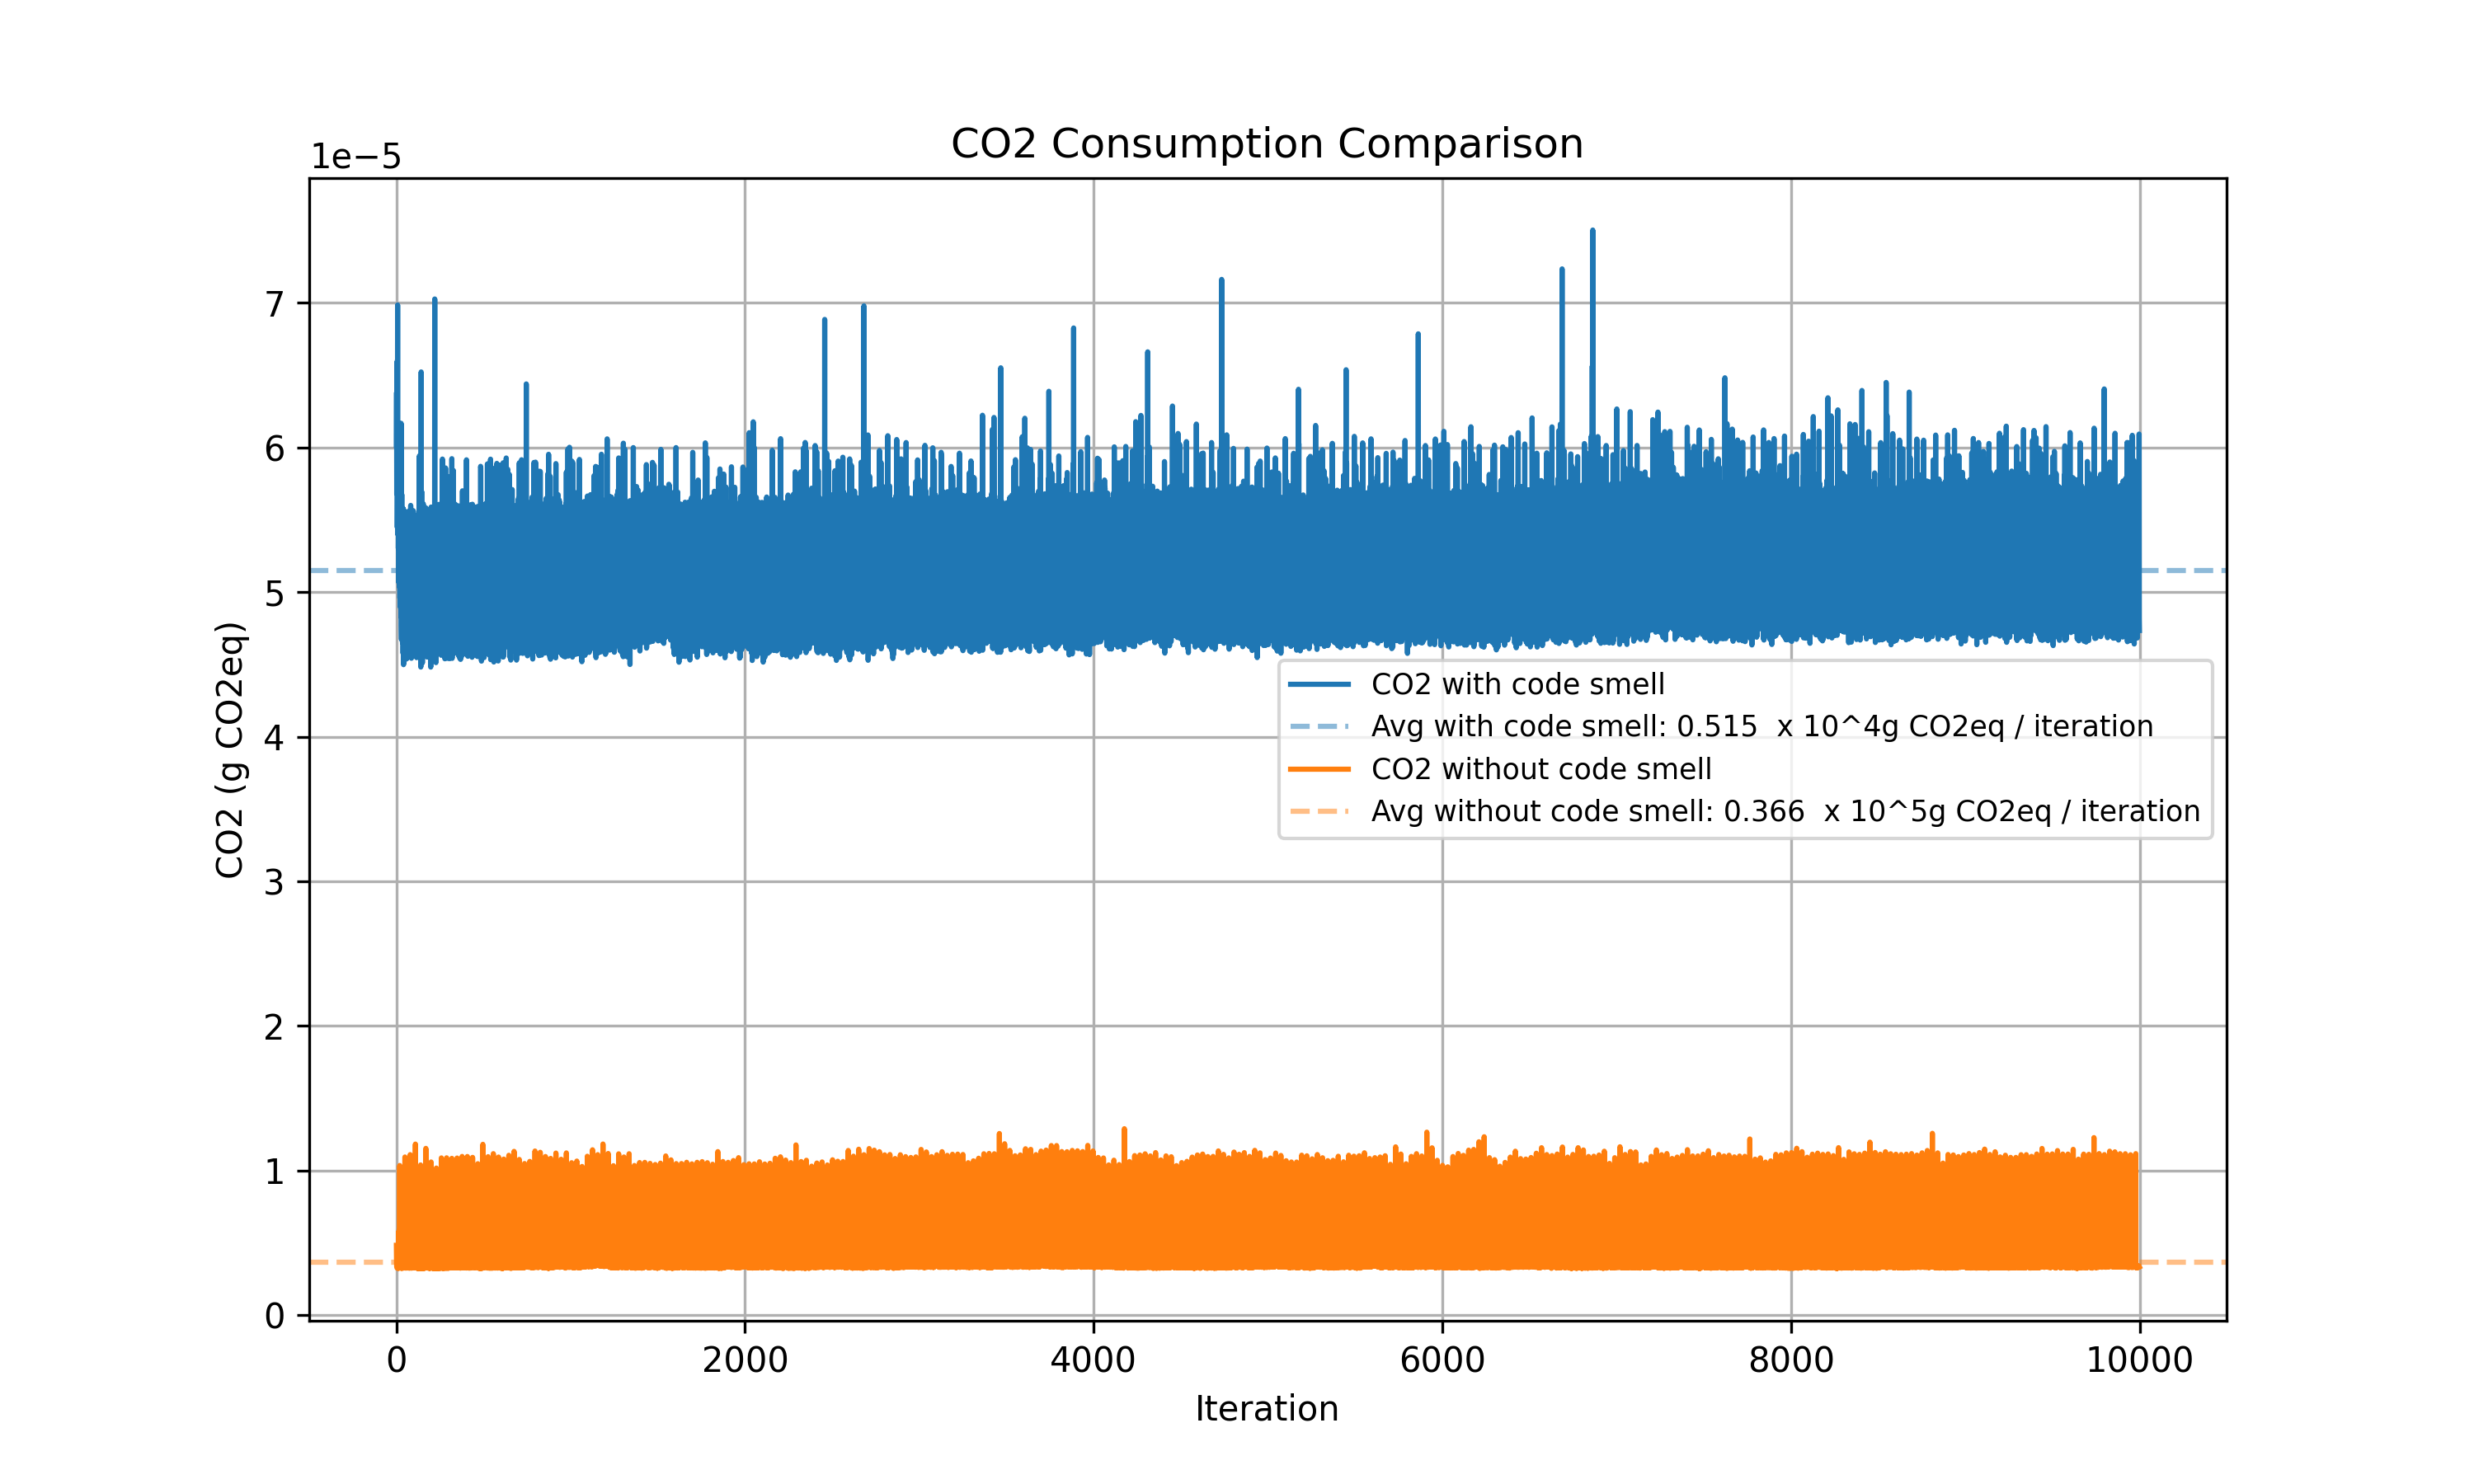 CO2 Consumption Comparison
1e−5
7
6
5
4
3
2
1
0
CO2 (g CO2eq)
CO2 with code smell
Avg with code smell: 0.515  x 10^4g CO2eq / iteration
CO2 without code smell
Avg without code smell: 0.366  x 10^5g CO2eq / iteration
0 2000 4000 6000 8000 10000
Iteration